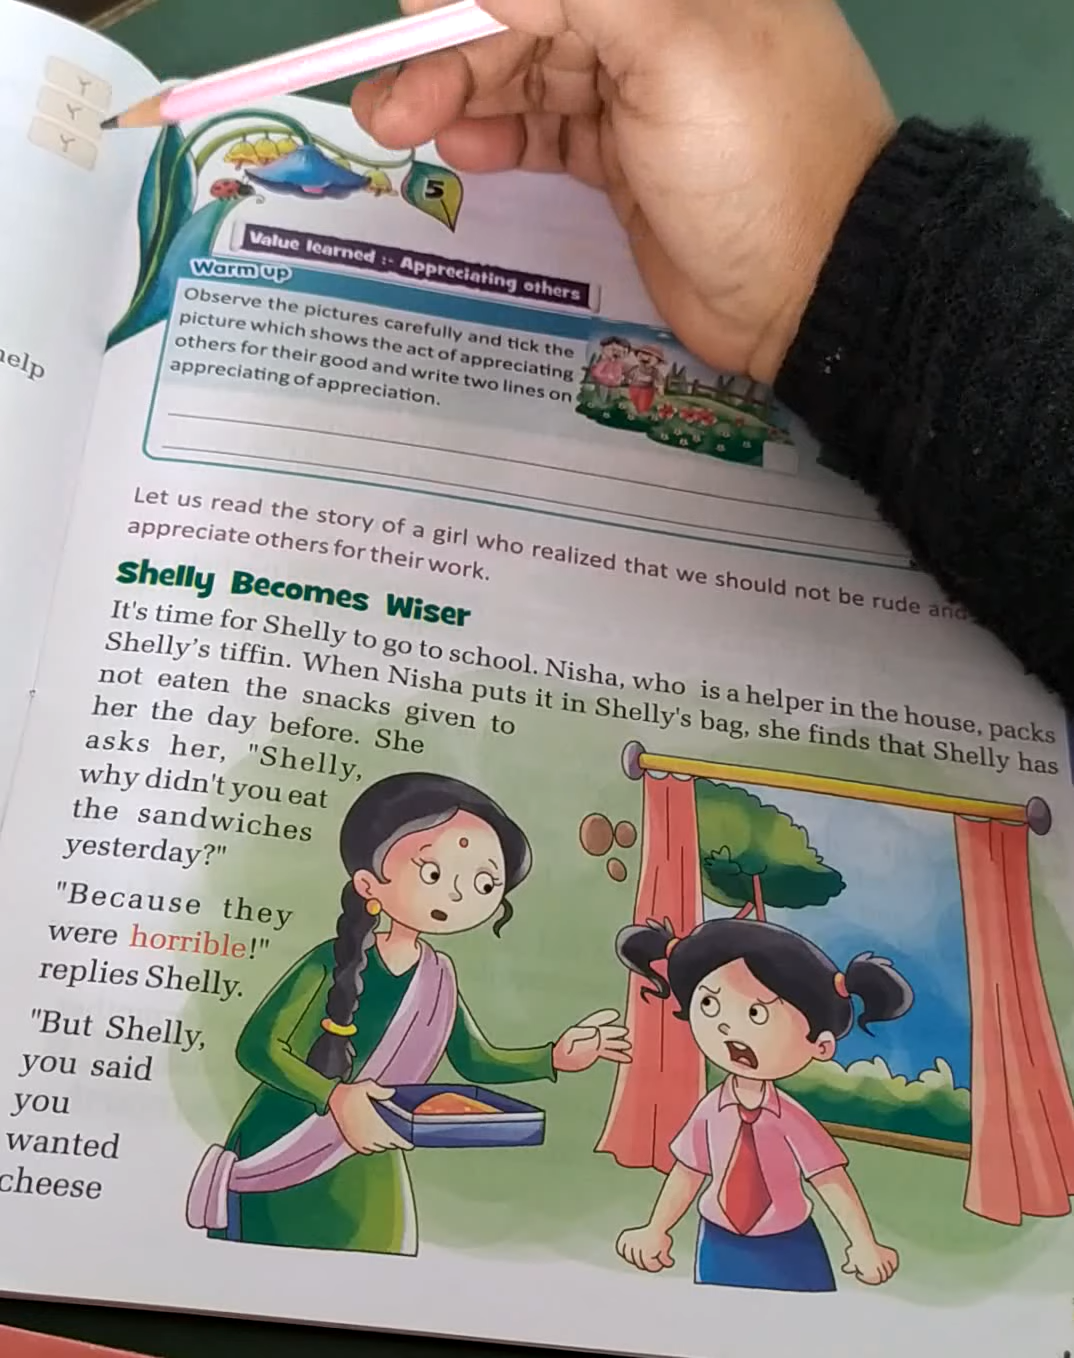 Y
Y
Y
help
5
Value learned :- Appreciating others
Warm up
Observe the pictures carefully and tick the
picture which shows the act of appreciating
others for their good and write two lines on
appreciating of appreciation.
Let us read the story of a girl who realized that we should not be rude and
appreciate others for their work.
Shelly Becomes Wiser
It's time for Shelly to go to school. Nisha, who is a helper in the house, packs
Shelly's tiffin. When Nisha puts it in Shelly's bag, she finds that Shelly has
not eaten the snacks given to
her the day before. She
asks her, "Shelly,
why didn't you eat
the sandwiches
yesterday?"
"Because they
were horrible!"
replies Shelly.
"But Shelly,
you said
you
wanted
cheese